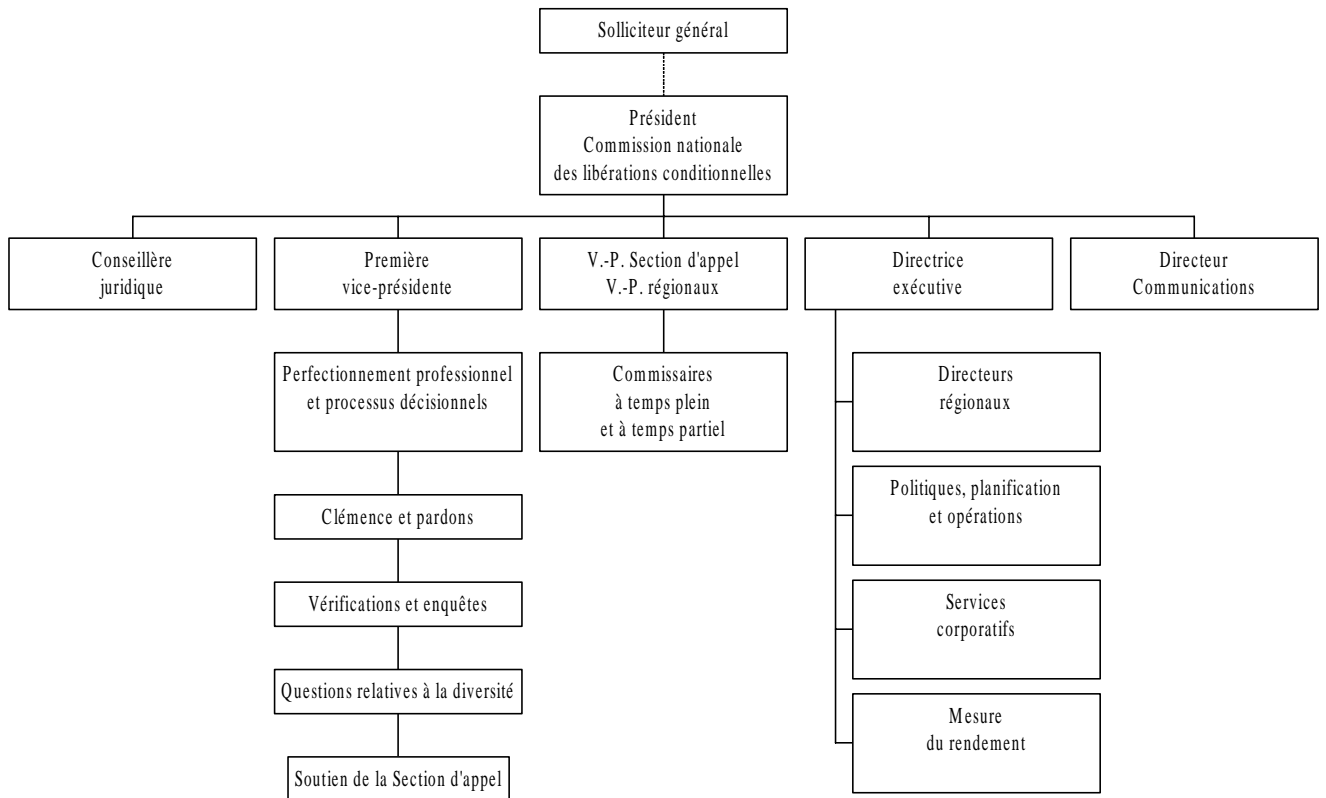 Solliciteur général
Président
Commission nationale
des libérations conditionnelles
Conseillère
juridique
Première
vice-présidente
V.-P. Section d'appel
V.-P. régionaux
Directrice
exécutive
Directeur
Communications
Perfectionnement professionnel
et processus décisionnels
Clémence et pardons
Vérifications et enquêtes
Questions relatives à la diversité
Soutien de la Section d'appel
Commissaires
à temps plein
et à temps partiel
Directeurs
régionaux
Politiques, planification
et opérations
Services
corporatifs
Mesure
du rendement